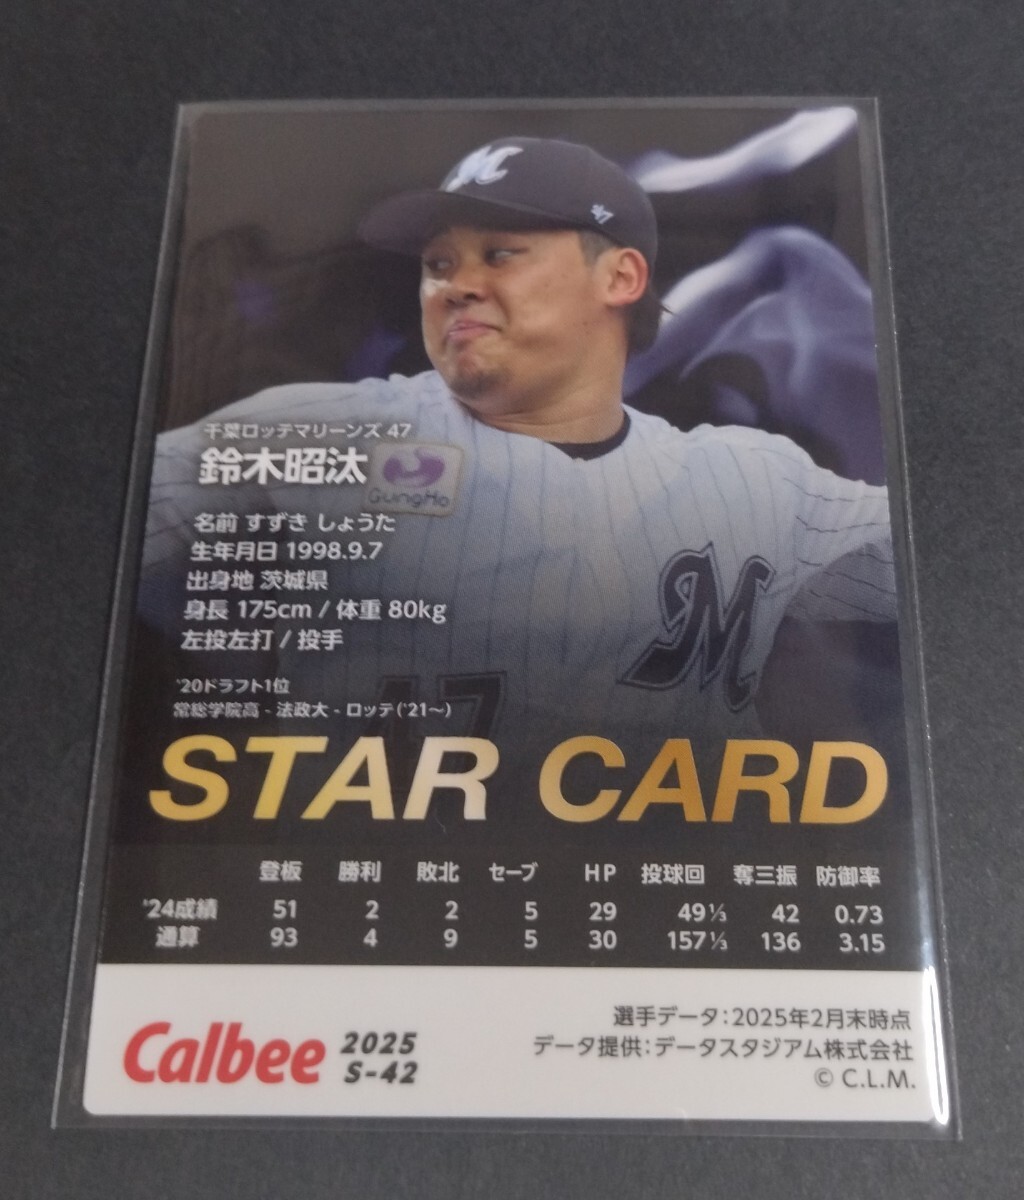 M
47
千葉ロッテマリーンズ 47
鈴木昭汰
GungHo
名前 すずき しょうた
生年月日 1998.9.7
出身地 茨城県
身長 175cm / 体重 80kg
左投左打 / 投手
M
47
'20ドラフト1位
常総学院高 - 法政大 - ロッテ('21〜)
STAR CARD
登板 勝利 敗北 セーブ HP 投球回 奪三振 防御率
'24成績 51 2 2 5 29 49⅓ 42 0.73
通算 93 4 9 5 30 157⅓ 136 3.15
Calbee 2025 S-42
選手データ:2025年2月末時点
データ提供:データスタジアム株式会社
© C.L.M.